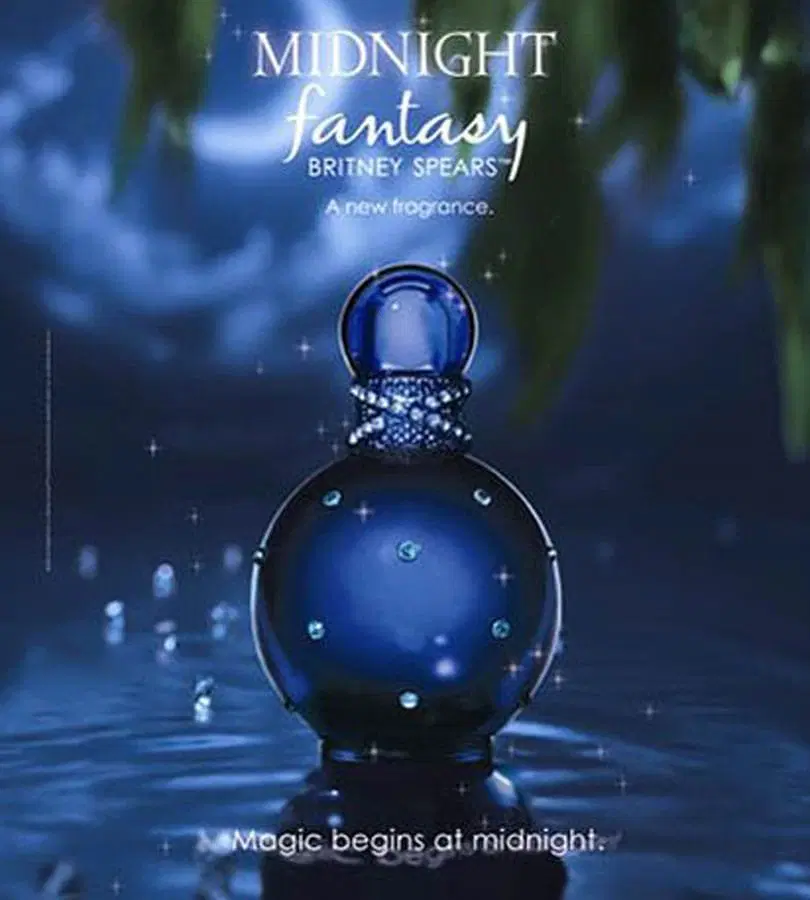 MIDNIGHT
fantasy
BRITNEY SPEARS™
A new fragrance.
Magic begins at midnight.